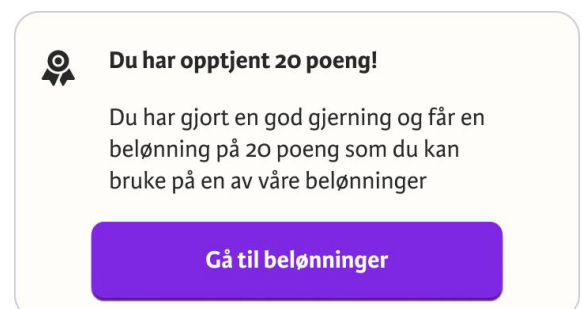 Du har opptjent 20 poeng!
Du har gjort en god gjerning og får en
belønning på 20 poeng som du kan
bruke på en av våre belønninger
Gå til belønninger